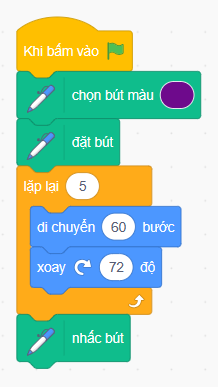 Khi bấm vào
chọn bút màu
đặt bút
lặp lại 5
di chuyển 60 bước
xoay 72 độ
nhấc bút